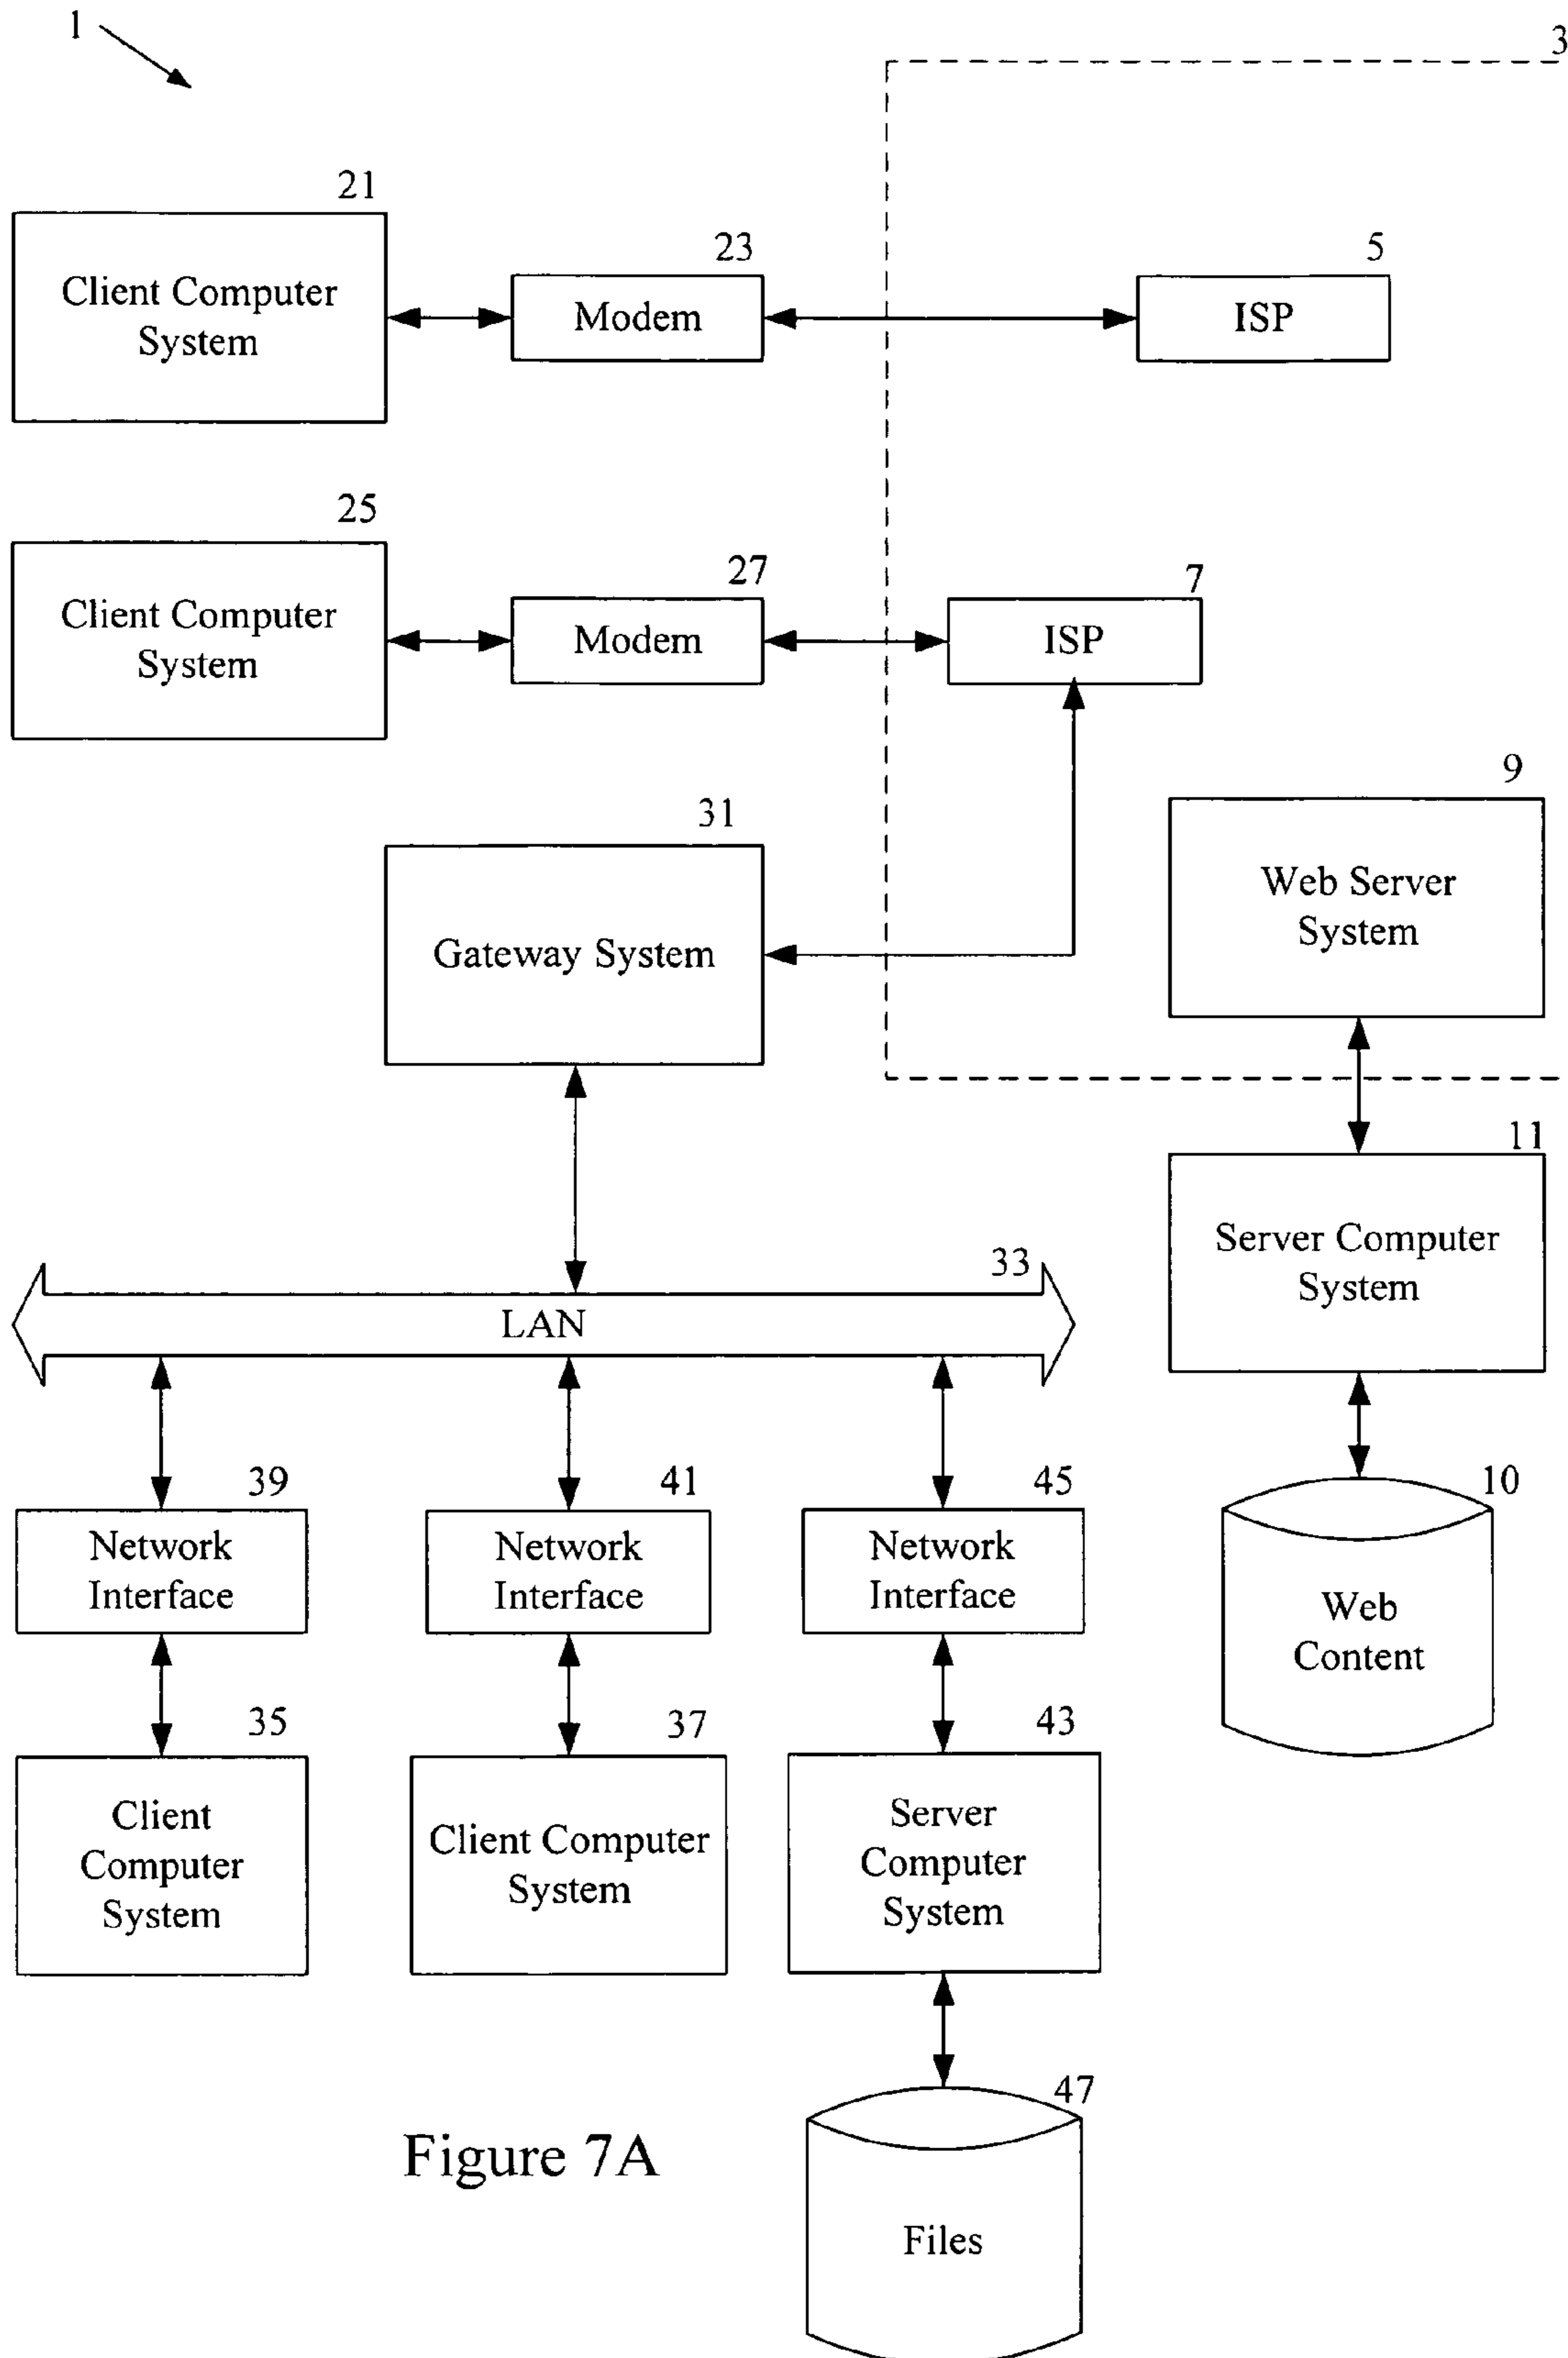 1
3
21
Client Computer
System
23
Modem
5
ISP
25
Client Computer
System
27
Modem
7
ISP
31
Gateway System
9
Web Server
System
11
Server Computer
System
33
LAN
39
Network
Interface
41
Network
Interface
45
Network
Interface
10
Web
Content
35
Client
Computer
System
37
Client Computer
System
43
Server
Computer
System
47
Files
Figure 7A